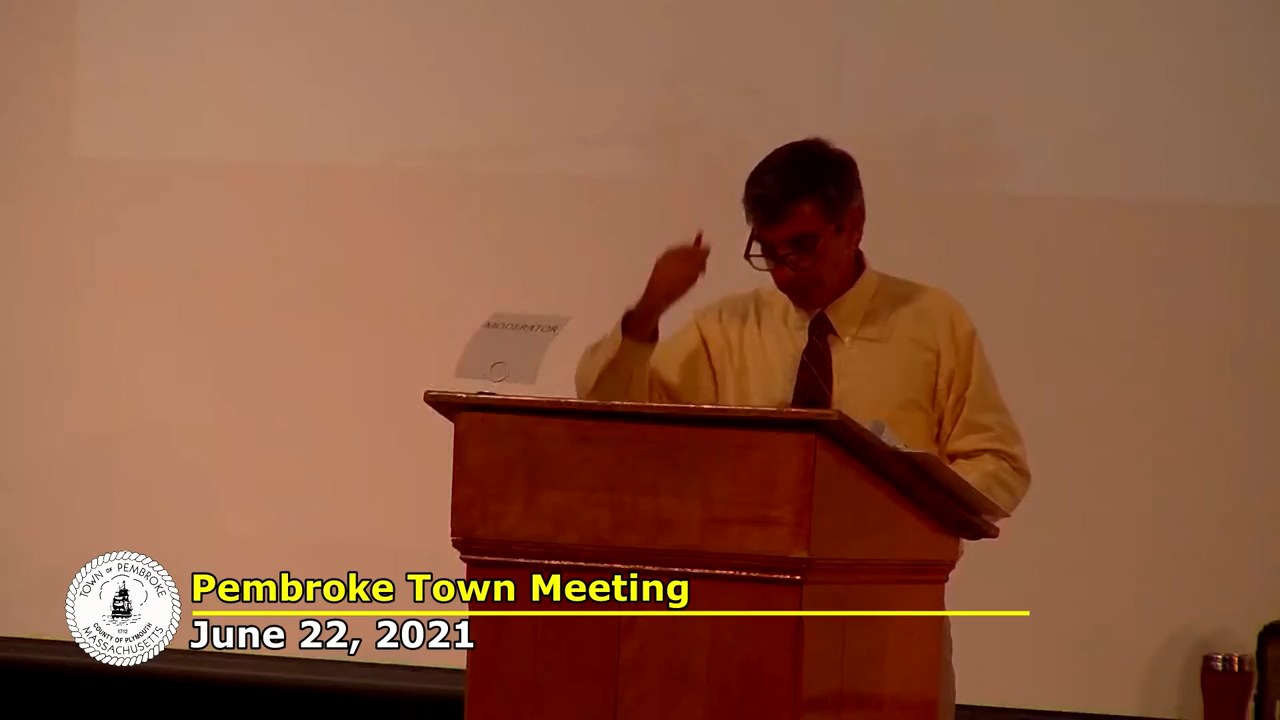 MODERATOR
TOWN OF PEMBROKE
1712
COUNTY OF PLYMOUTH
MASSACHUSETTS
Pembroke Town Meeting
June 22, 2021